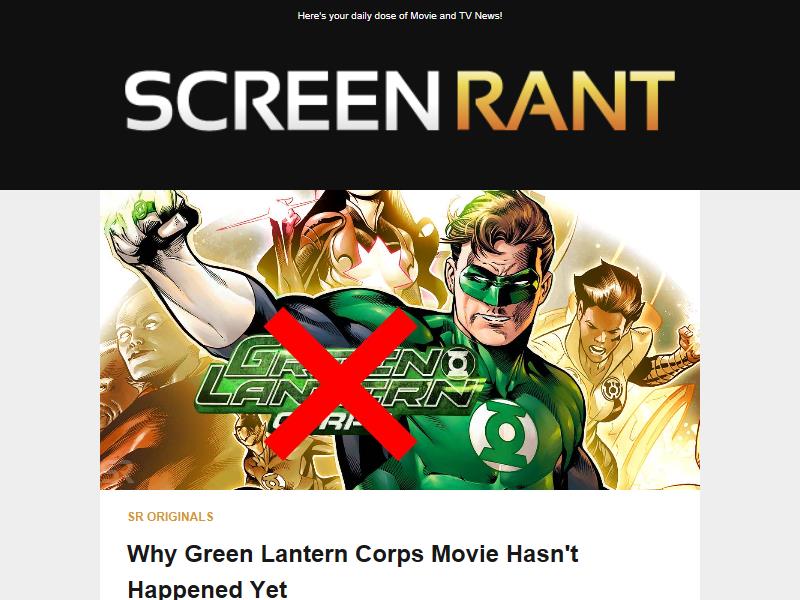 Here's your daily dose of Movie and TV News!
SCREEN RANT
GREEN
LANTERN
CORPS
SR ORIGINALS
Why Green Lantern Corps Movie Hasn't
Happened Yet